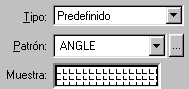 Tipo: Predefinido
Patrón: ANGLE ...
Muestra: